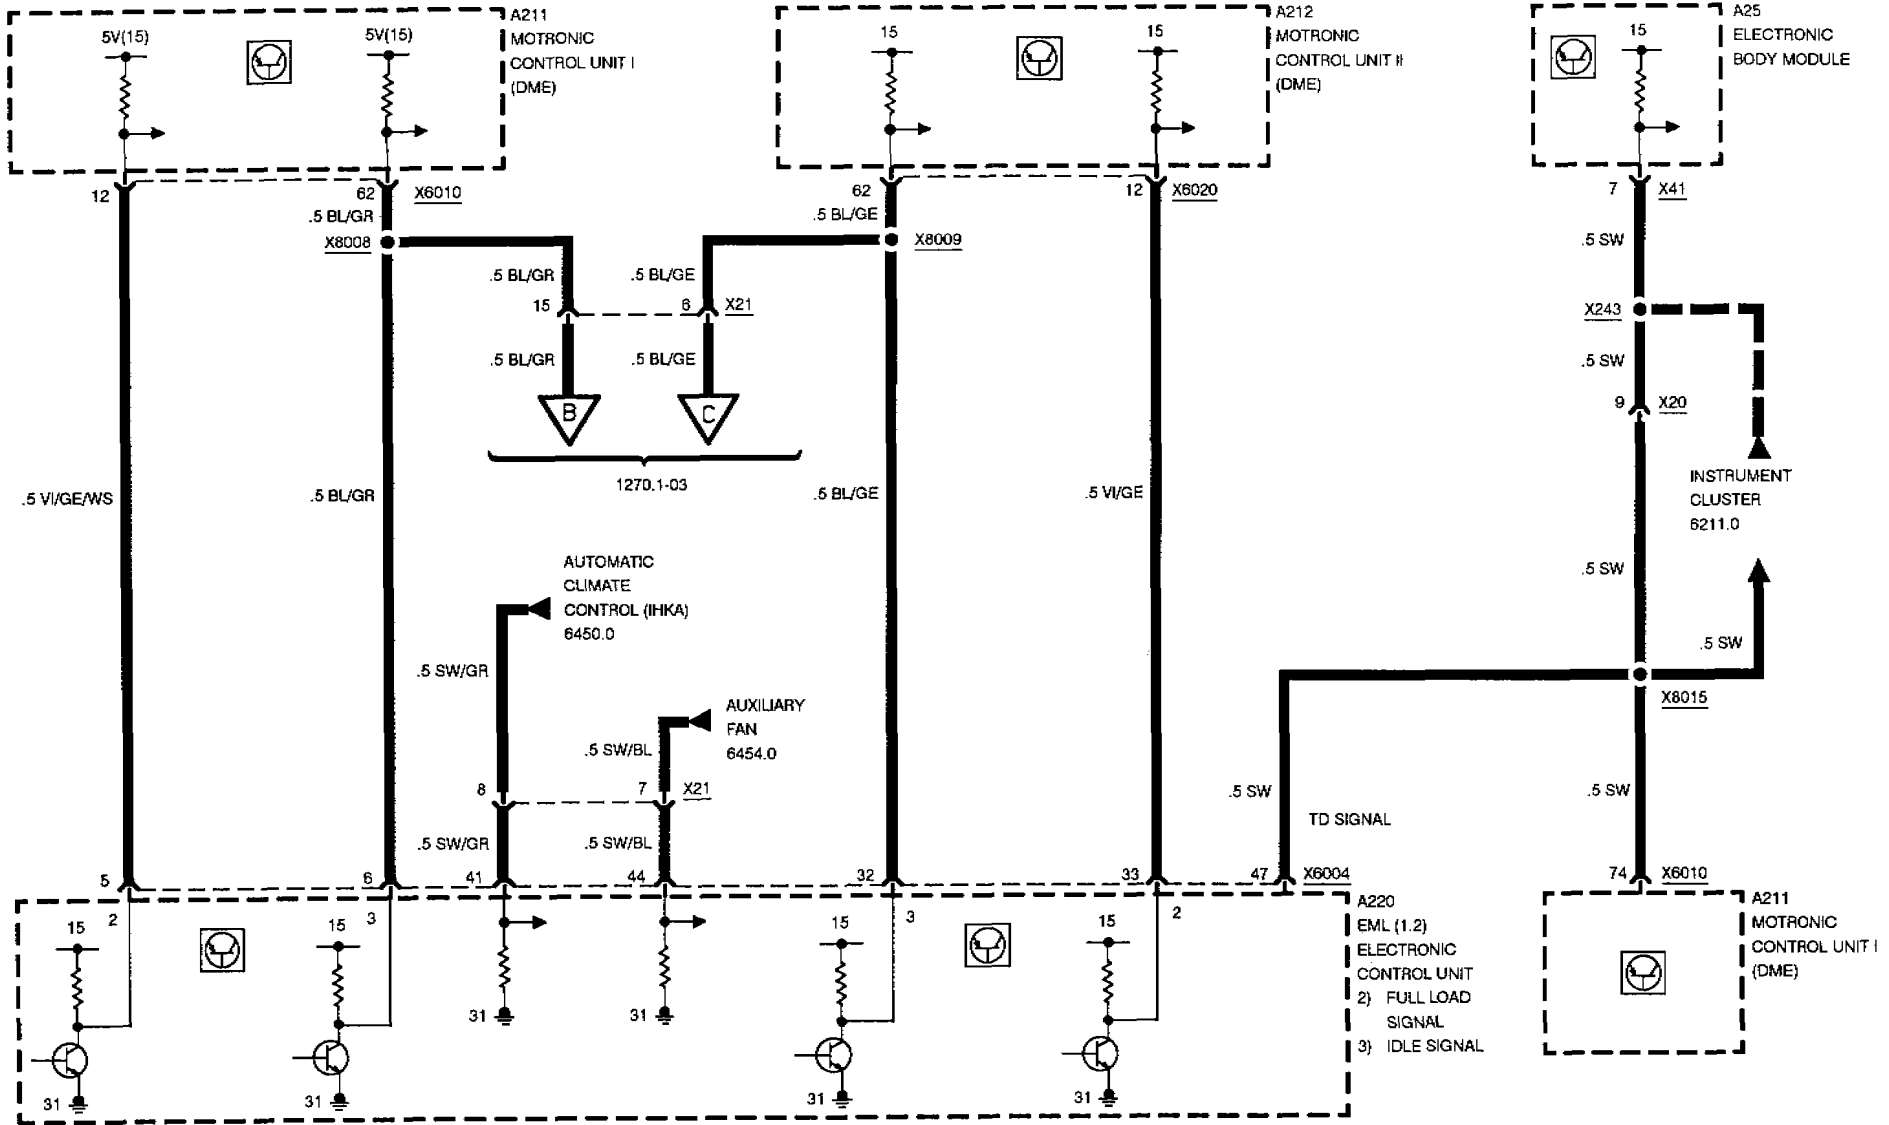 5V(15)
5V(15)
A211
MOTRONIC
CONTROL UNIT I
(DME)
15
15
A212
MOTRONIC
CONTROL UNIT II
(DME)
15
A25
ELECTRONIC
BODY MODULE
12
62
X6010
62
12
X6020
7
X41
.5 BL/GR
.5 BL/GE
X8008
X8009
.5 SW
.5 BL/GR
.5 BL/GE
15
6
X21
X243
.5 BL/GR
.5 BL/GE
.5 SW
B
C
9
X20
1270.1-03
.5 VI/GE/WS
.5 BL/GR
.5 BL/GE
.5 VI/GE
INSTRUMENT
CLUSTER
6211.0
AUTOMATIC
CLIMATE
CONTROL (IHKA)
6450.0
.5 SW
.5 SW/GR
.5 SW
AUXILIARY
FAN
6454.0
X8015
.5 SW/BL
8
7
X21
.5 SW
.5 SW
TD SIGNAL
.5 SW/GR
.5 SW/BL
5
6
41
44
32
33
47
X6004
74
X6010
2
3
3
2
15
15
15
15
A220
EML (1.2)
ELECTRONIC
CONTROL UNIT
2) FULL LOAD
SIGNAL
3) IDLE SIGNAL
A211
MOTRONIC
CONTROL UNIT I
(DME)
31
31
31
31
31
31